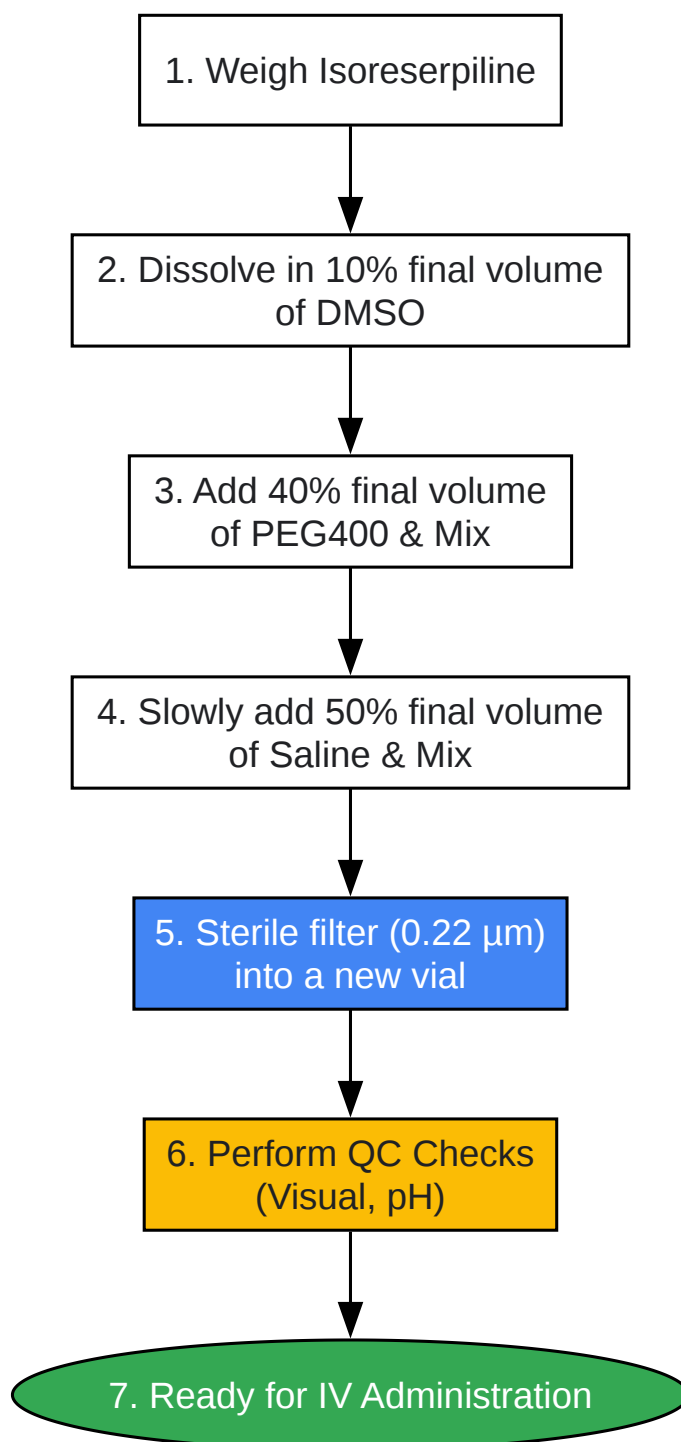 1. Weigh Isoreserpiline
2. Dissolve in 10% final volume
of DMSO
3. Add 40% final volume
of PEG400 & Mix
4. Slowly add 50% final volume
of Saline & Mix
5. Sterile filter (0.22 µm)
into a new vial
6. Perform QC Checks
(Visual, pH)
7. Ready for IV Administration